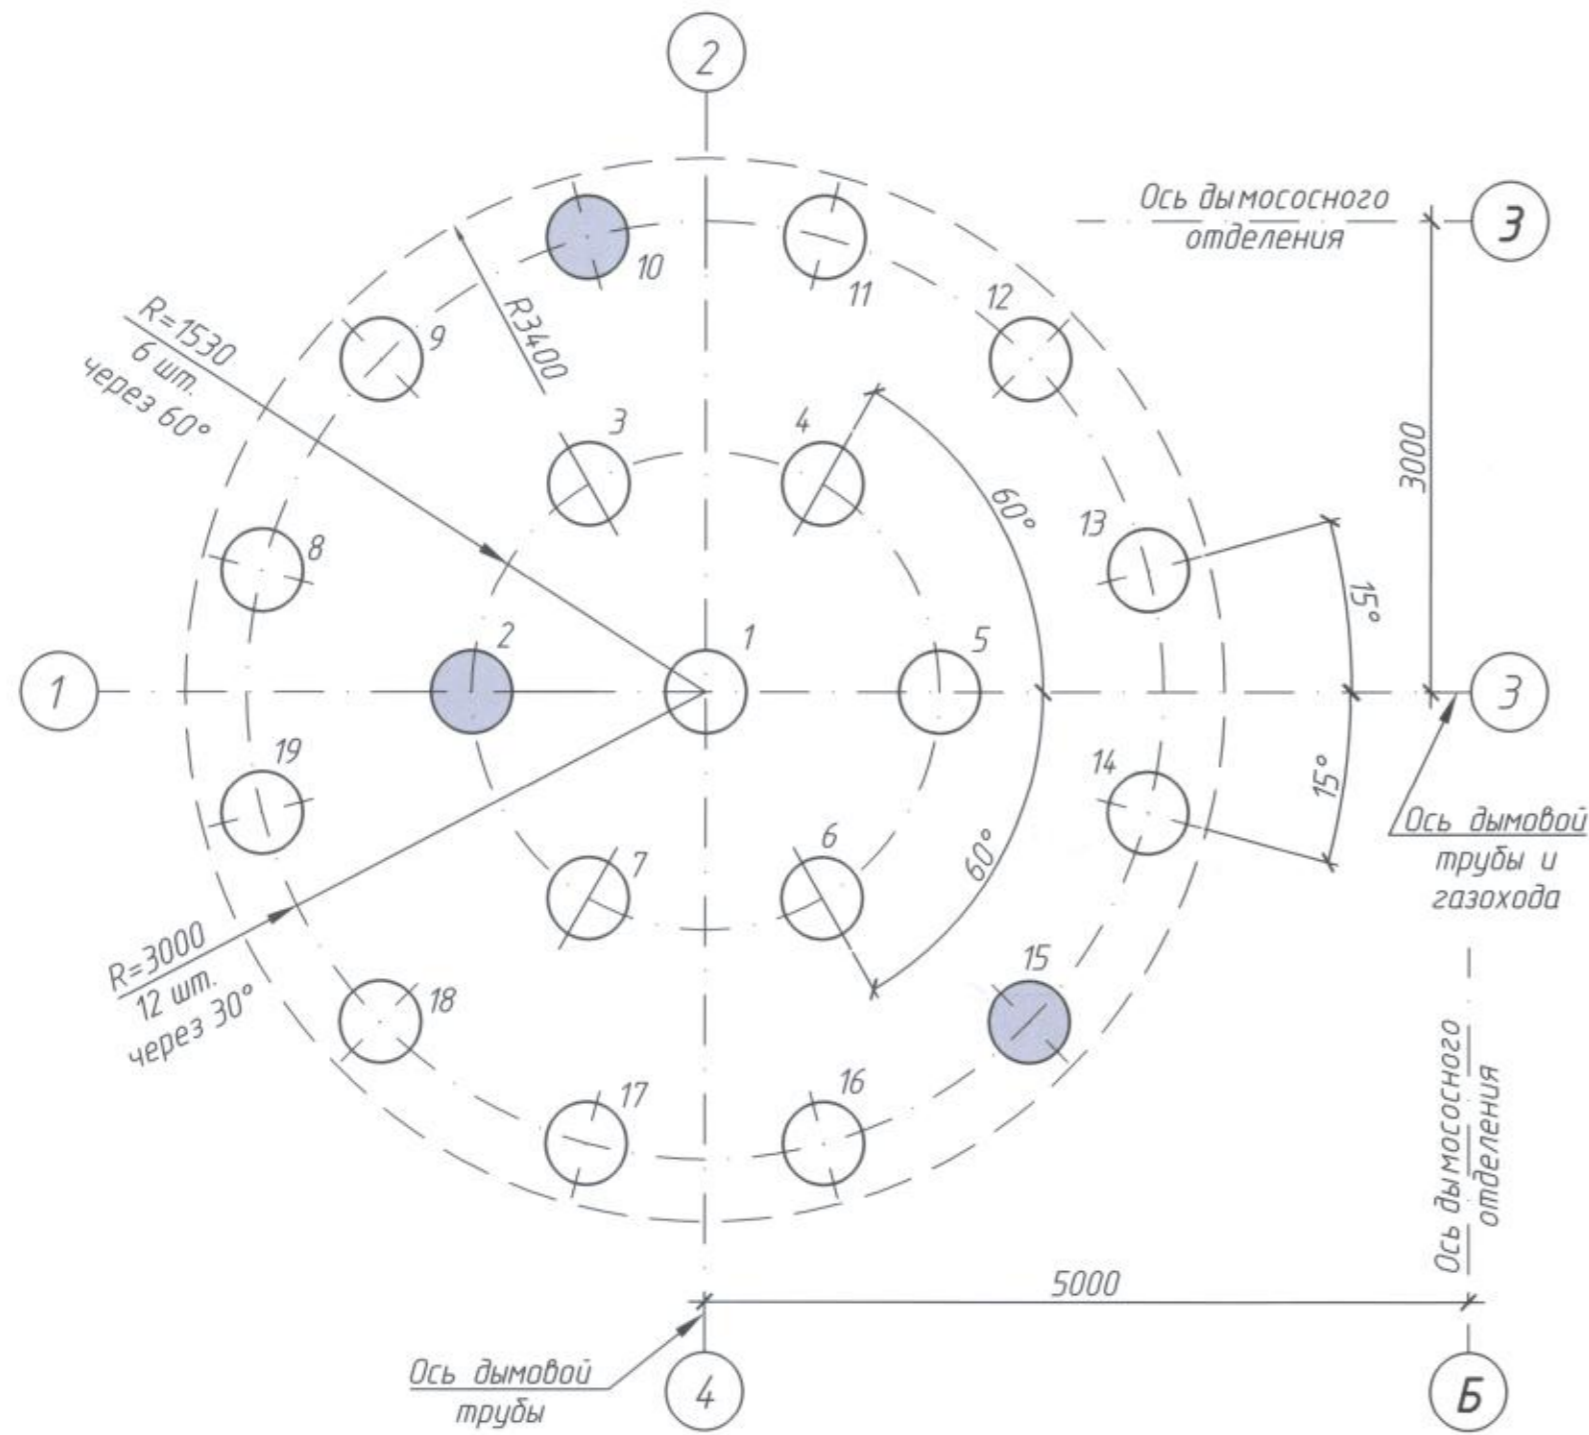 2
Ось дымососного
отделения
3
10
11
12
R=1530
6 шт.
через 60°
9
R3400
3
4
60°
3000
8
13
15°
1
2
1
5
3
19
14
15°
Ось дымовой
трубы и
газохода
7
6
60°
R=3000
12 шт.
через 30°
18
15
17
16
Ось дымососного
отделения
5000
Ось дымовой
трубы
4
Б